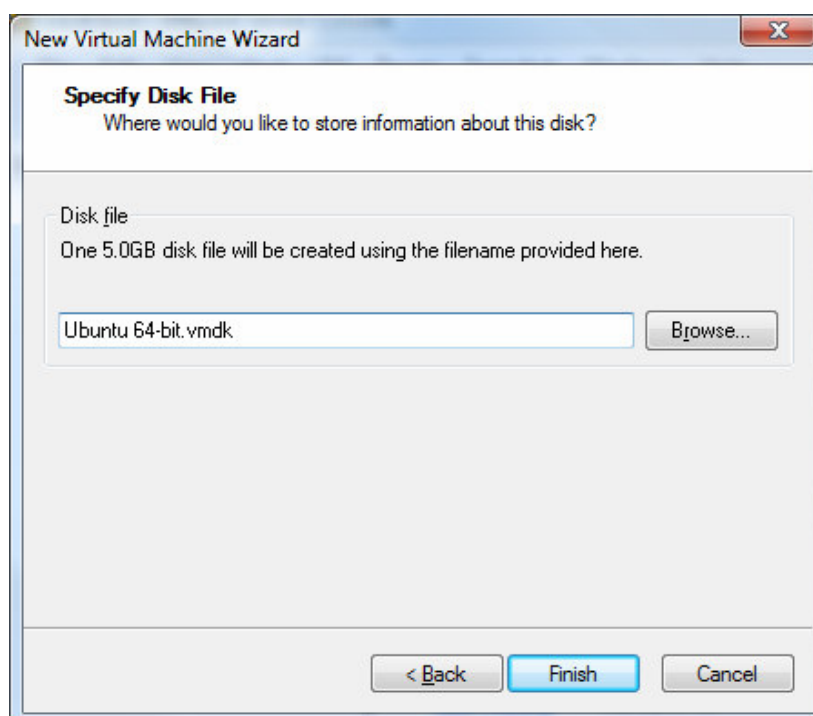 New Virtual Machine Wizard
Specify Disk File
Where would you like to store information about this disk?
Disk file
One 5.0GB disk file will be created using the filename provided here.
Ubuntu 64-bit.vmdk
Browse...
< Back
Finish
Cancel